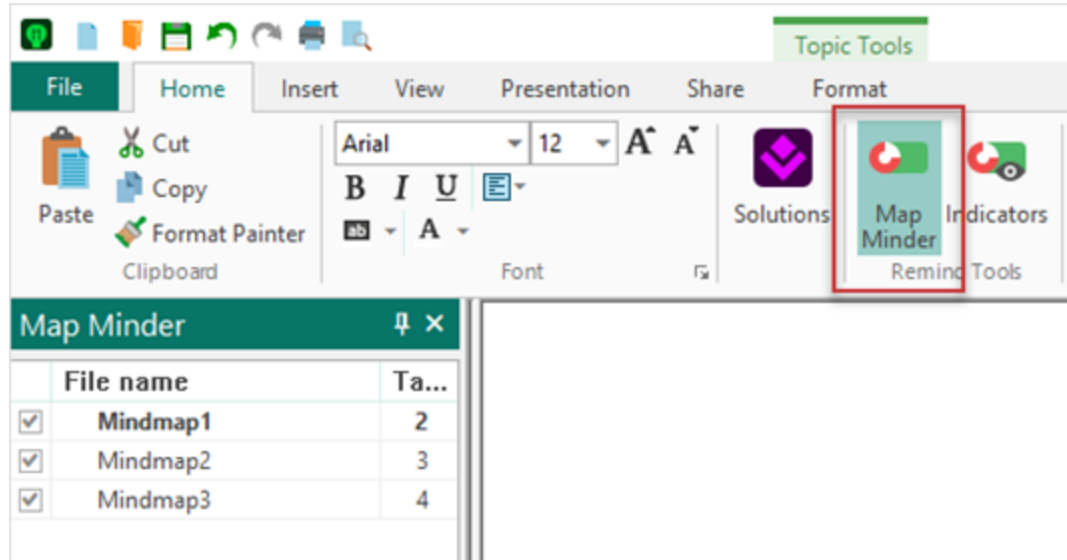 Topic Tools
File Home Insert View Presentation Share Format
Cut Arial 12 A A
Copy B I U
Paste Solutions Map Minder Indicators
Format Painter ab A
Clipboard Font Remind Tools
Map Minder
File name Ta...
Mindmap1 2
Mindmap2 3
Mindmap3 4